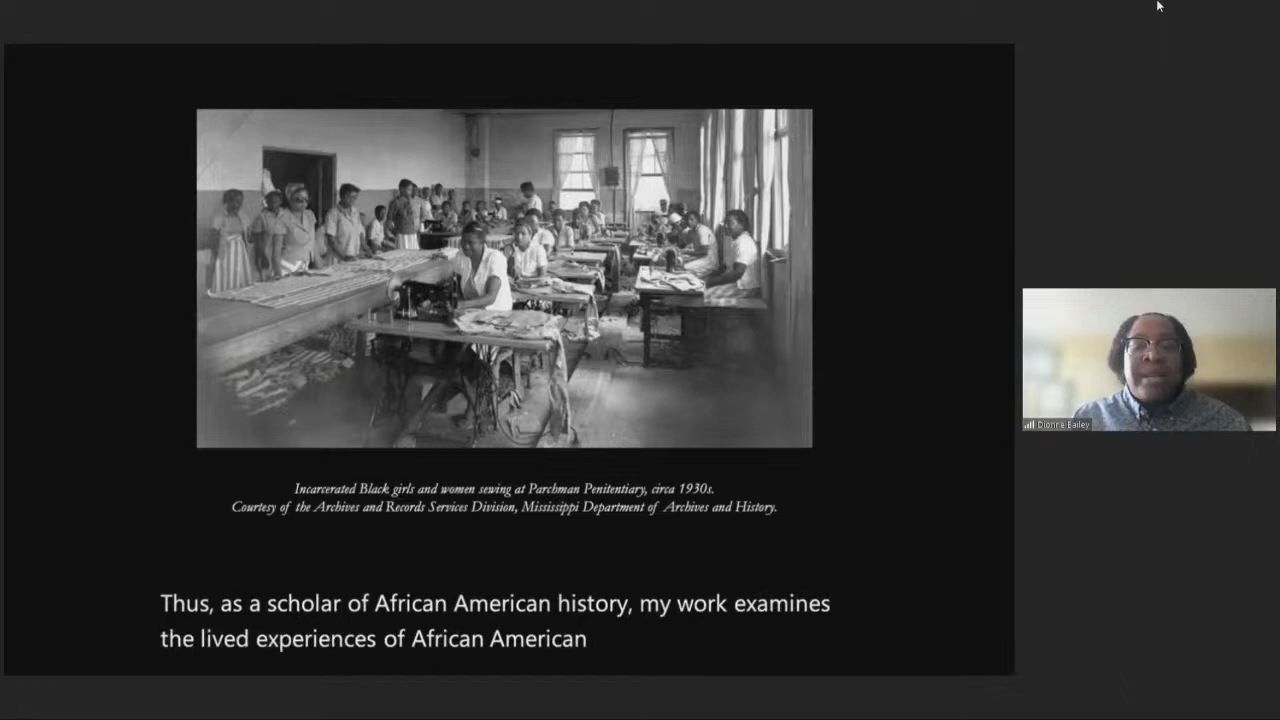 Incarcerated Black girls and women sewing at Parchman Penitentiary, circa 1930s.
Courtesy of the Archives and Records Services Division, Mississippi Department of Archives and History.
Thus, as a scholar of African American history, my work examines
the lived experiences of African American
Dionne Bailey